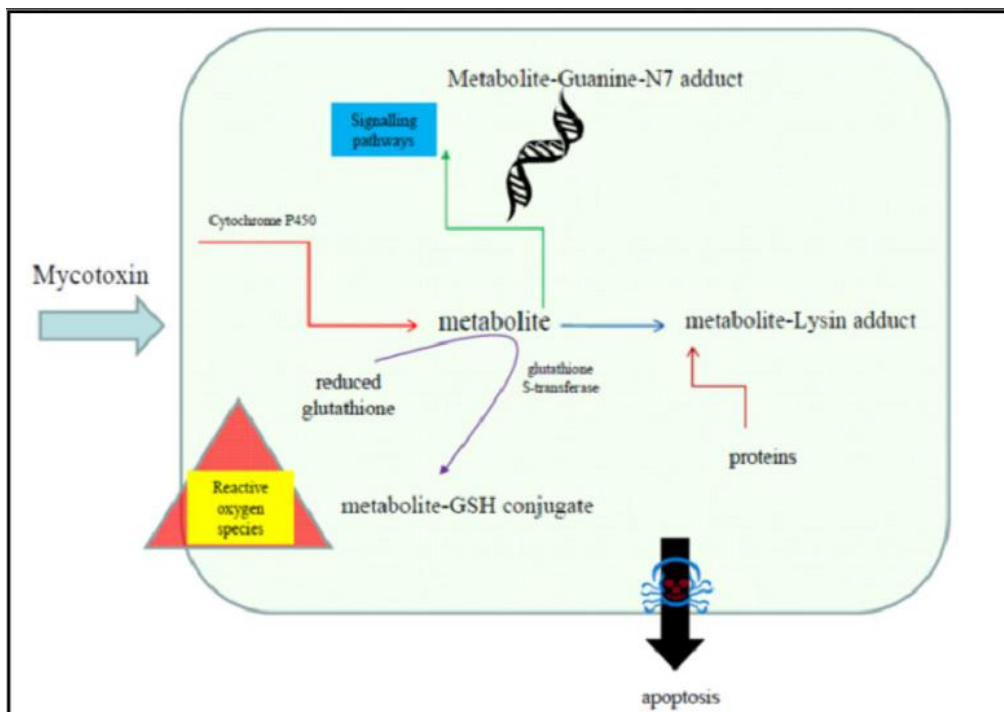 Metabolite-Guanine-N7 adduct
Signalling
pathways
Cytochrome P450
Mycotoxin
metabolite
metabolite-Lysin adduct
reduced
glutathione
glutathione
S-transferase
proteins
Reactive
oxygen
species
metabolite-GSH conjugate
apoptosis